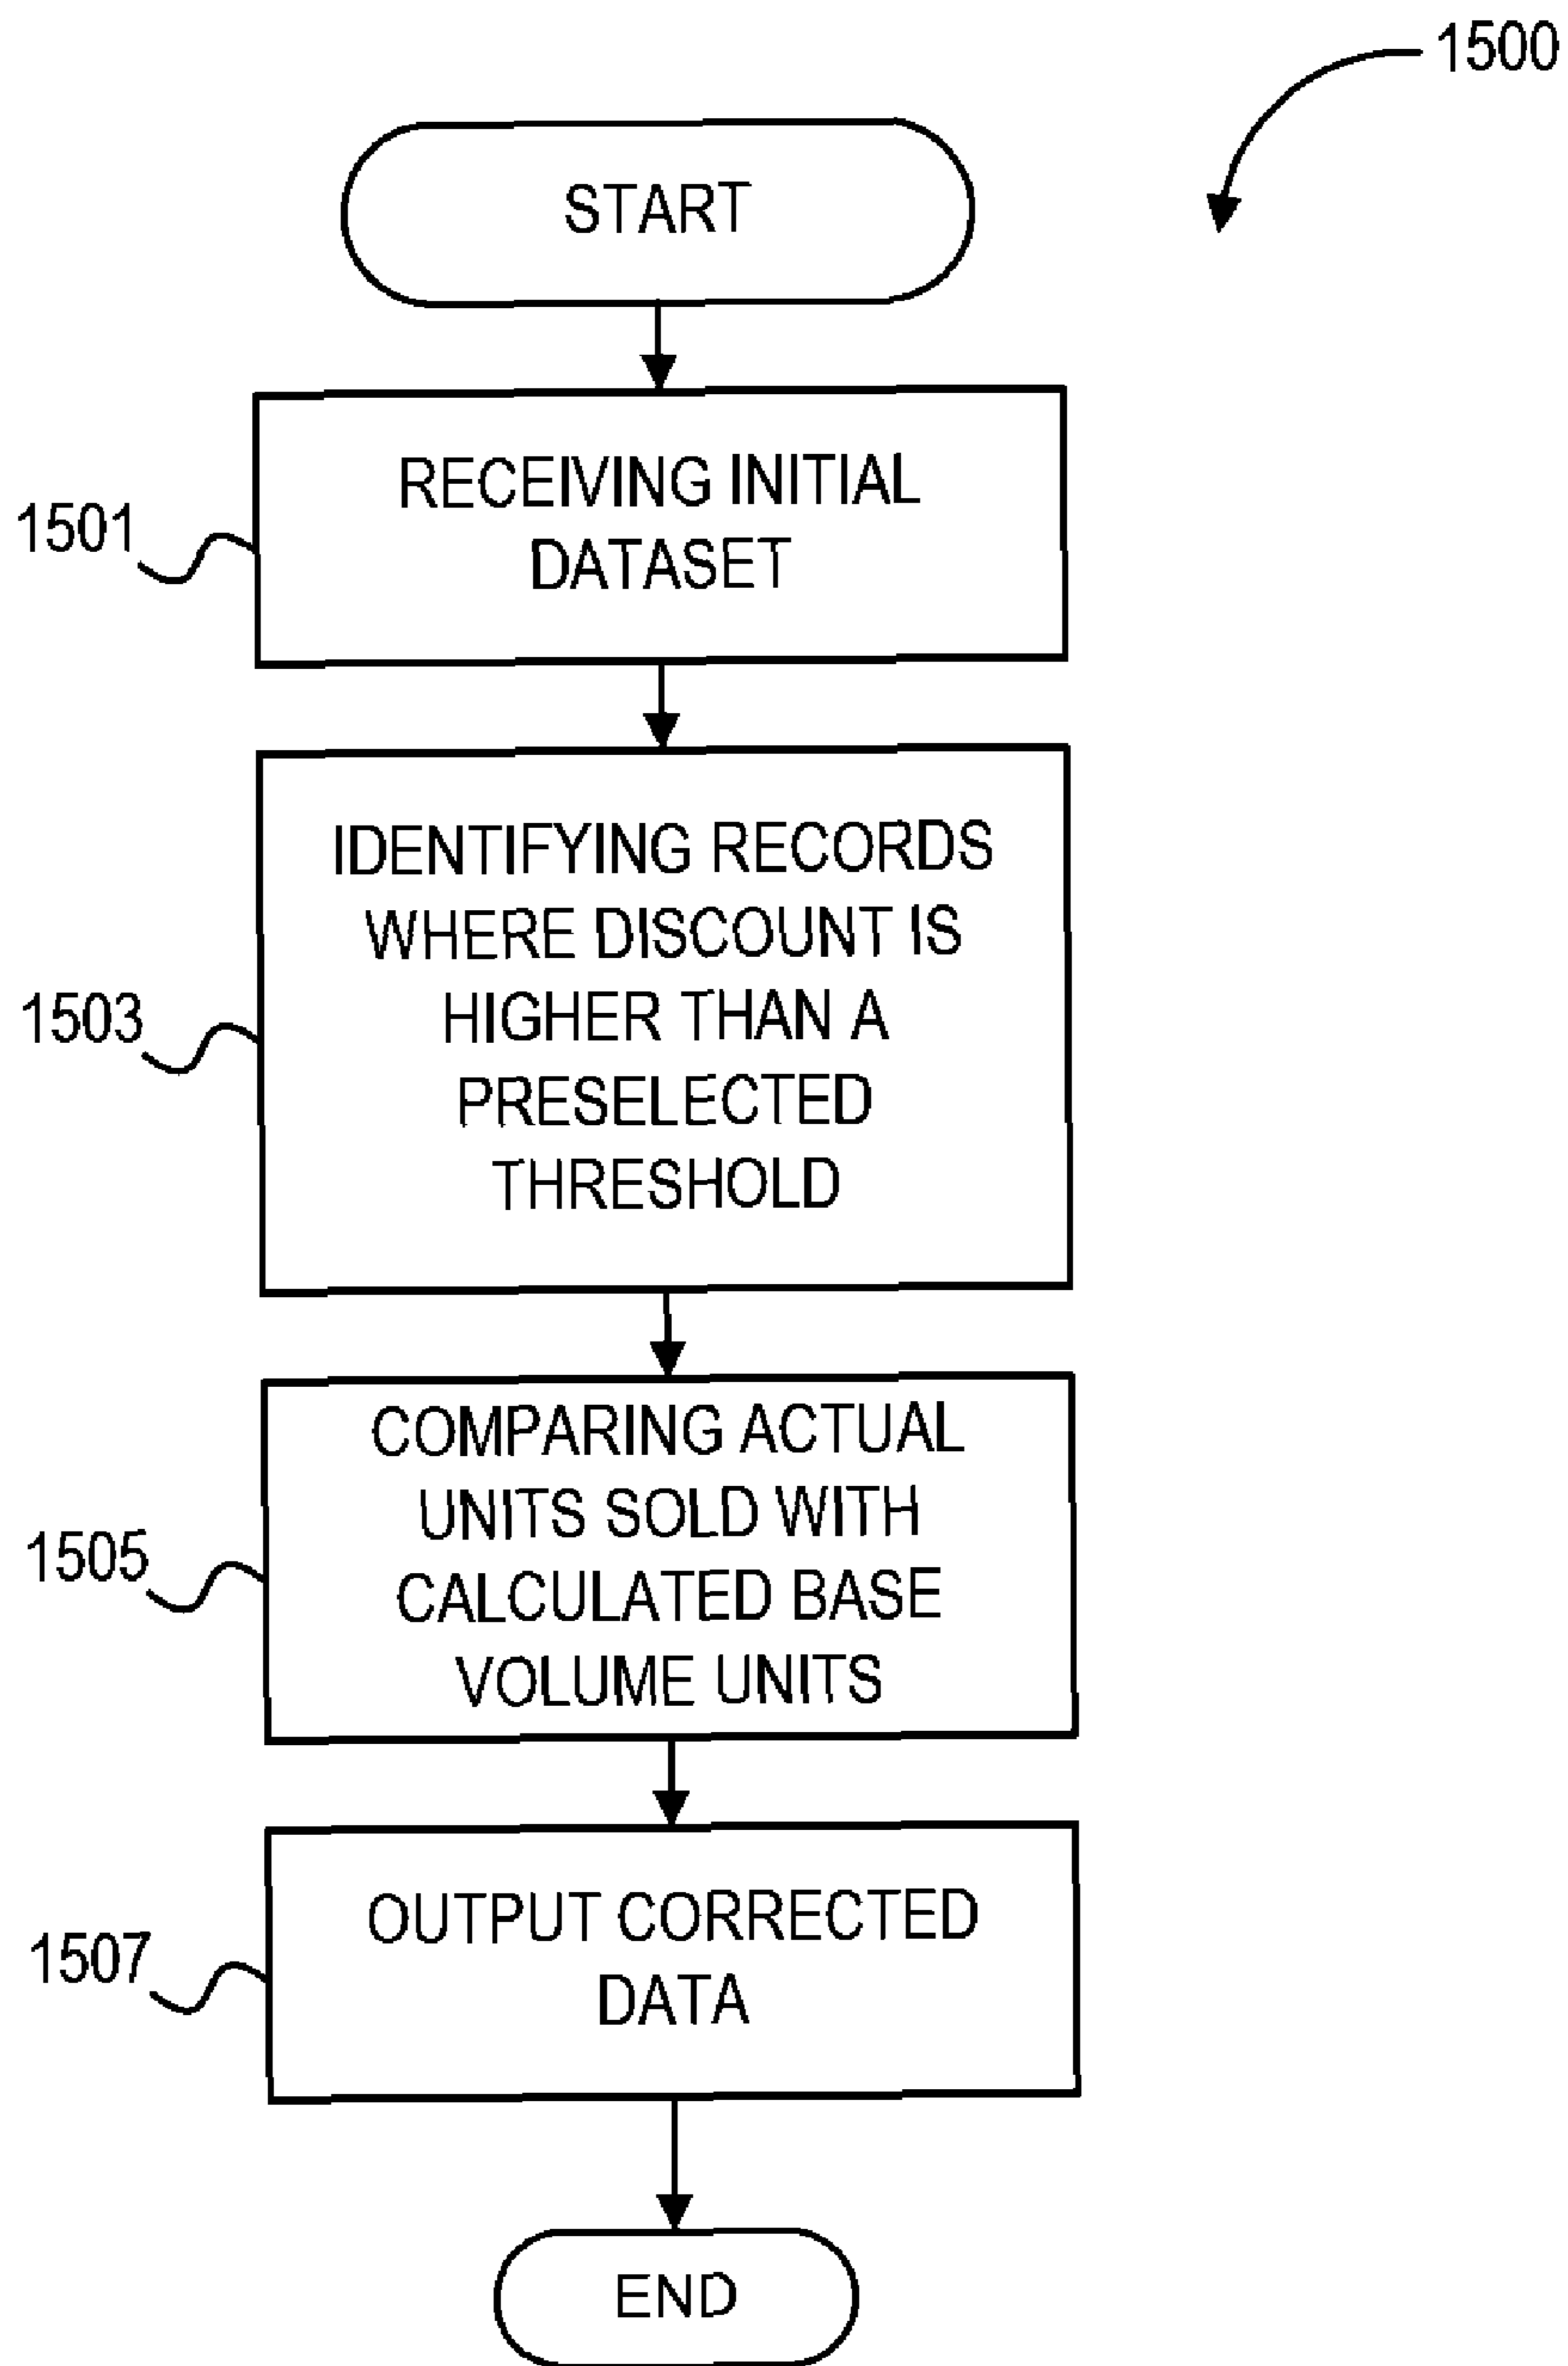 1500
START
RECEIVING INITIAL
DATASET
1501
IDENTIFYING RECORDS
WHERE DISCOUNT IS
HIGHER THAN A
PRESELECTED
THRESHOLD
1503
COMPARING ACTUAL
UNITS SOLD WITH
CALCULATED BASE
VOLUME UNITS
1505
OUTPUT CORRECTED
DATA
1507
END